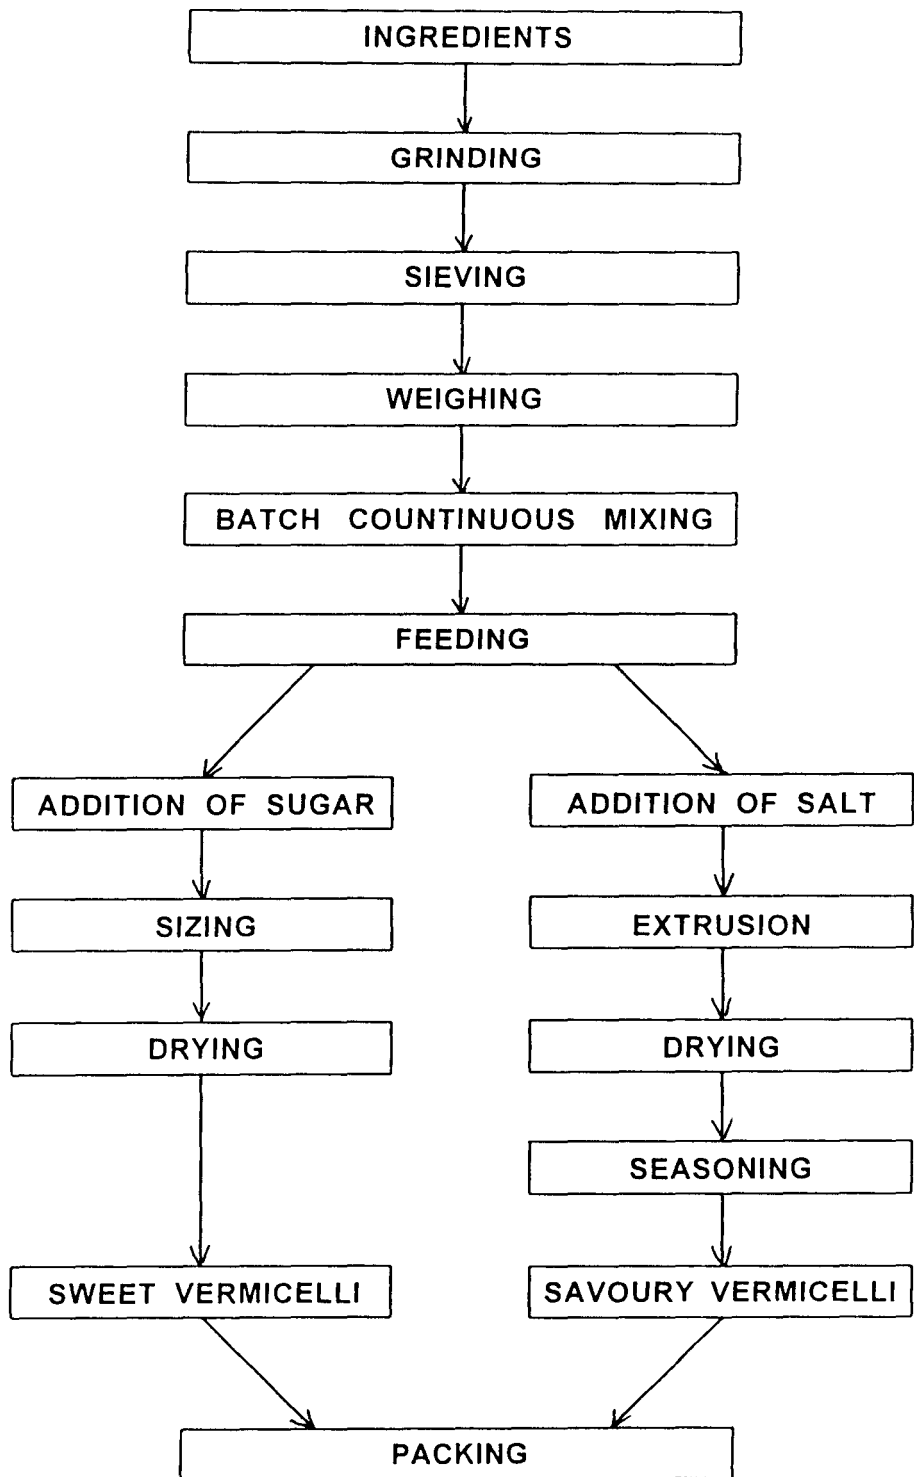 INGREDIENTS
GRINDING
SIEVING
WEIGHING
BATCH COUNTINUOUS MIXING
FEEDING
ADDITION OF SUGAR
SIZING
DRYING
SWEET VERMICELLI
ADDITION OF SALT
EXTRUSION
DRYING
SEASONING
SAVOURY VERMICELLI
PACKING